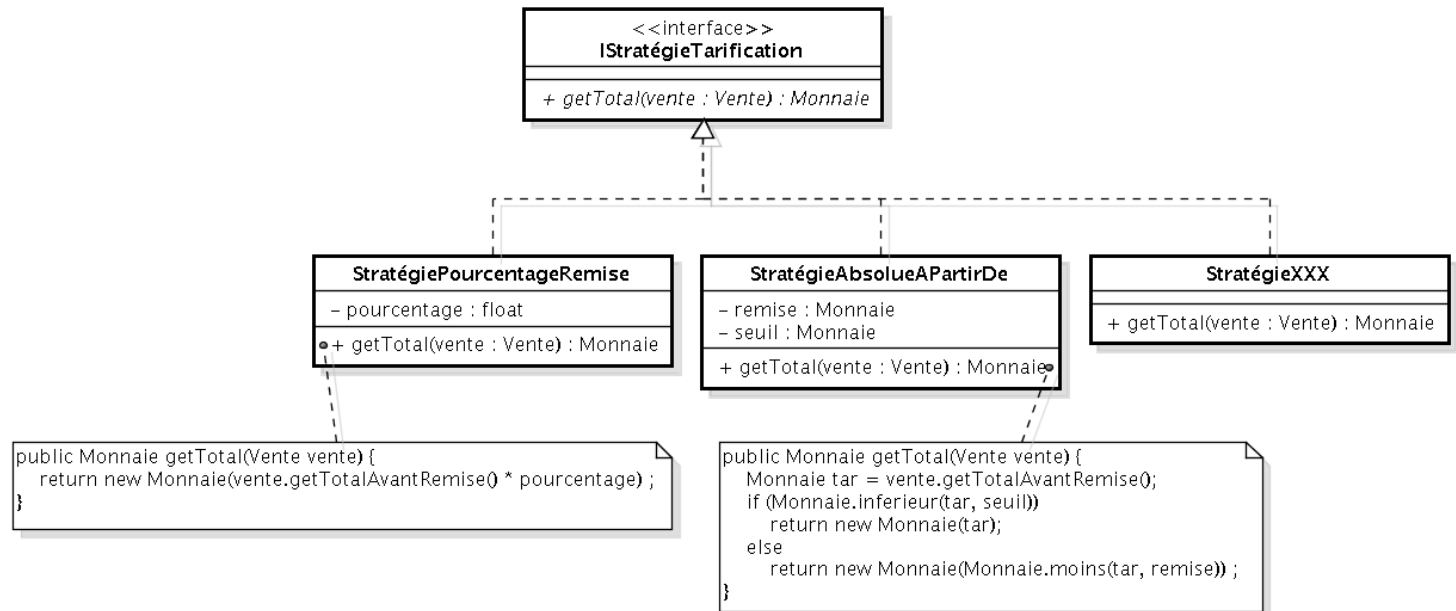 <<interface>>
IStratégieTarification
+ getTotal(vente : Vente) : Monnaie
StratégiePourcentageRemise
– pourcentage : float
+ getTotal(vente : Vente) : Monnaie
StratégieAbsolueAPartirDe
– remise : Monnaie
– seuil : Monnaie
+ getTotal(vente : Vente) : Monnaie
StratégieXXX
+ getTotal(vente : Vente) : Monnaie
public Monnaie getTotal(Vente vente) {
return new Monnaie(vente.getTotalAvantRemise() * pourcentage) ;
}
public Monnaie getTotal(Vente vente) {
Monnaie tar = vente.getTotalAvantRemise();
if (Monnaie.inferieur(tar, seuil))
return new Monnaie(tar);
else
return new Monnaie(Monnaie.moins(tar, remise)) ;
}